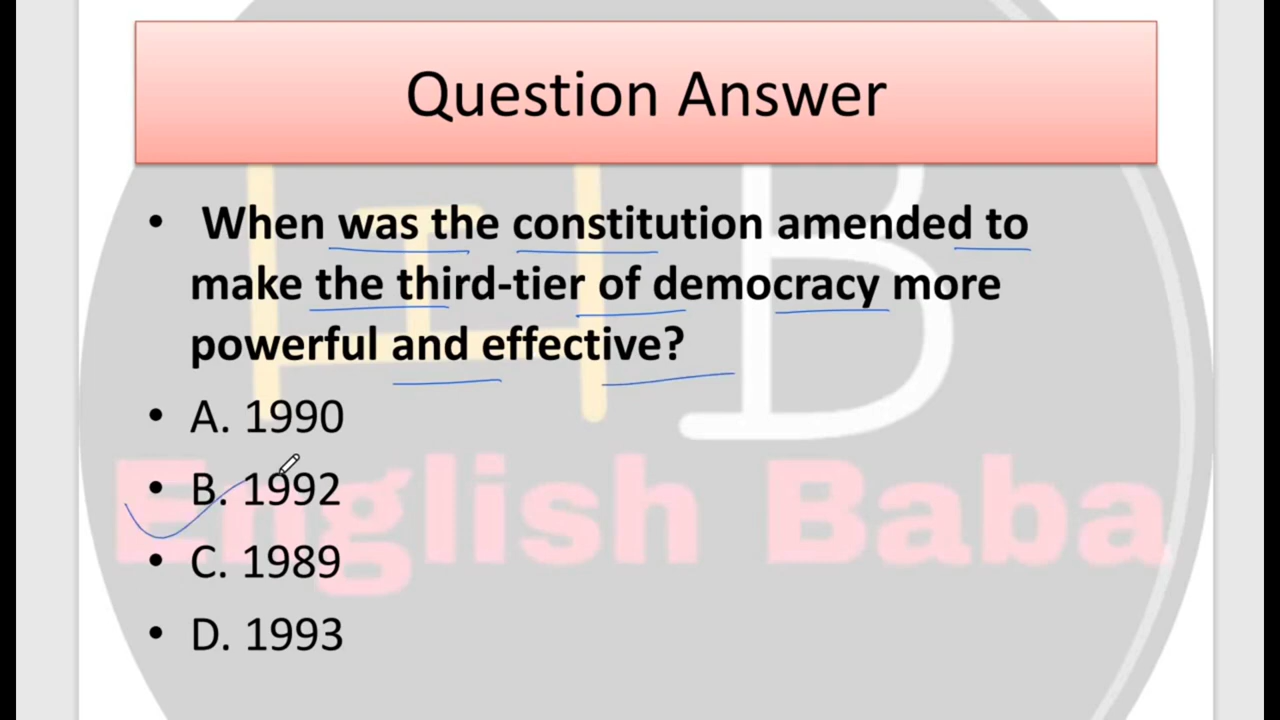 Question Answer
• When was the constitution amended to
make the third-tier of democracy more
powerful and effective?
• A. 1990
• B. 1992
• C. 1989
• D. 1993
EB
English Baba